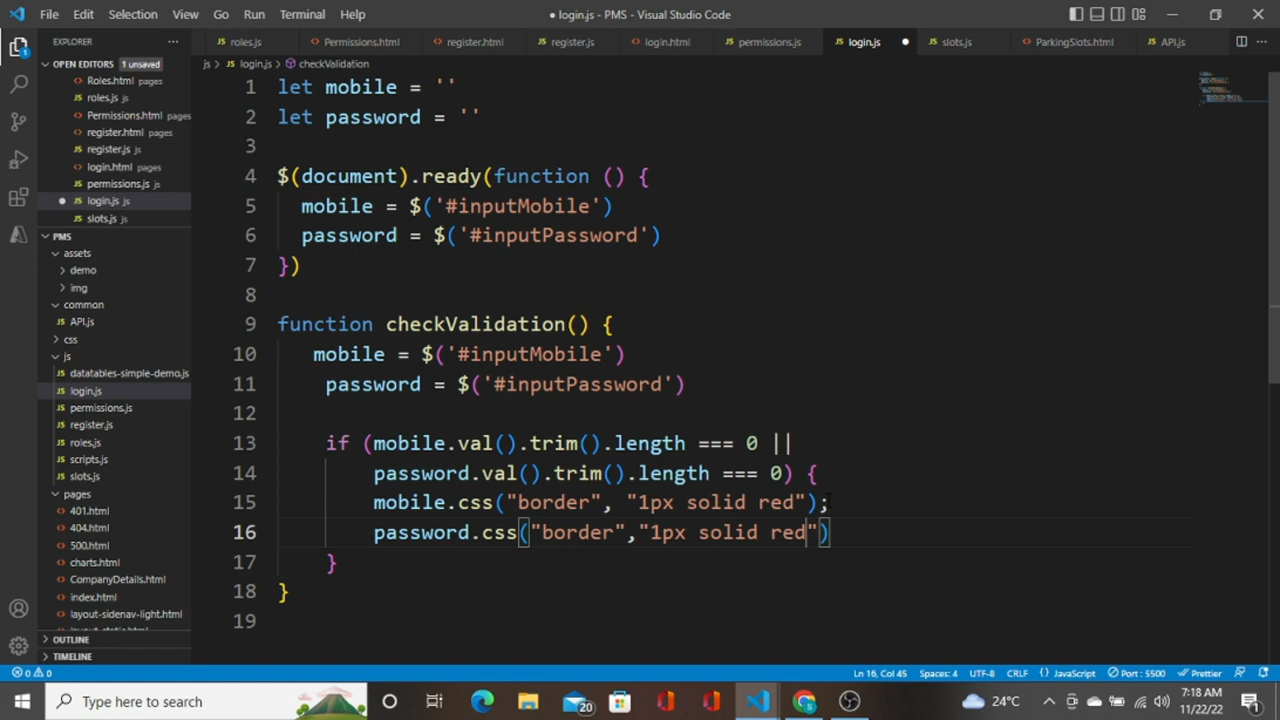 File Edit Selection View Go Run Terminal Help
● login.js - PMS - Visual Studio Code
EXPLORER ···
roles.js Permissions.html register.html register.js login.html permissions.js login.js ● slots.js ParkingSlots.html API.js
js > login.js > checkValidation
OPEN EDITORS 1 unsaved
Roles.html pages
roles.js js
Permissions.html pages
register.html pages
register.js js
login.html pages
permissions.js js
login.js js
slots.js js
PMS
assets
demo
img
common
API.js
css
js
datatables-simple-demo.js
login.js
permissions.js
register.js
roles.js
scripts.js
slots.js
pages
401.html
404.html
500.html
charts.html
CompanyDetails.html
index.html
layout-sidenav-light.html
layout-static.html
OUTLINE
TIMELINE
1 let mobile = ''
2 let password = ''
3
4 $(document).ready(function () {
5 mobile = $('#inputMobile')
6 password = $('#inputPassword')
7 })
8
9 function checkValidation() {
10 mobile = $('#inputMobile')
11 password = $('#inputPassword')
12
13 if (mobile.val().trim().length === 0 ||
14 password.val().trim().length === 0) {
15 mobile.css("border", "1px solid red");
16 password.css("border","1px solid red")
17 }
18 }
19
0 0 Ln 16, Col 45 Spaces: 4 UTF-8 CRLF {} JavaScript Port : 5500 Prettier
Type here to search 20 24°C 7:18 AM
11/22/22 1